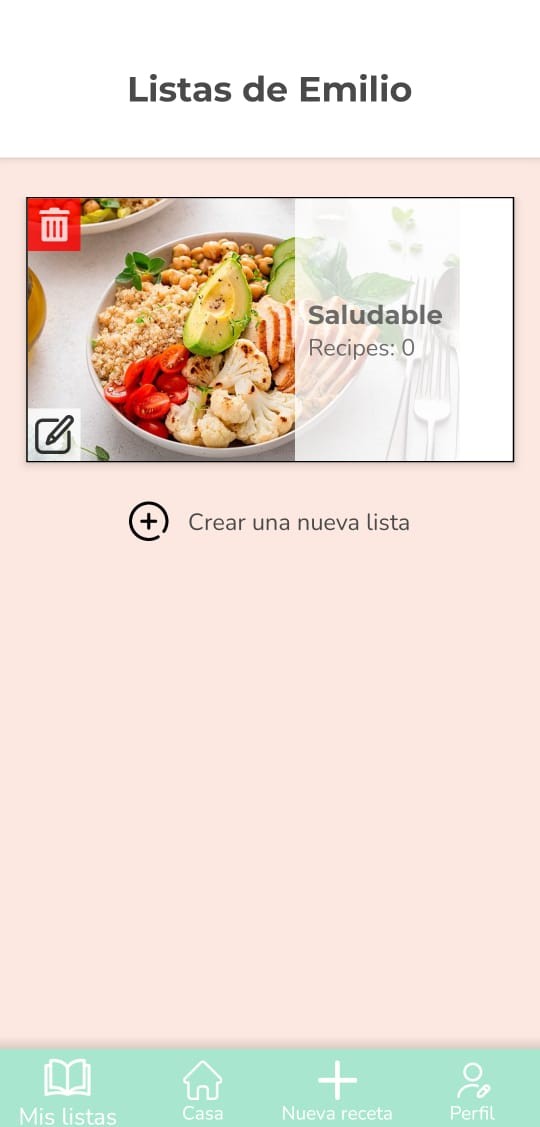 Listas de Emilio
Saludable
Recipes: 0
Crear una nueva lista
Mis listas
Casa
Nueva receta
Perfil